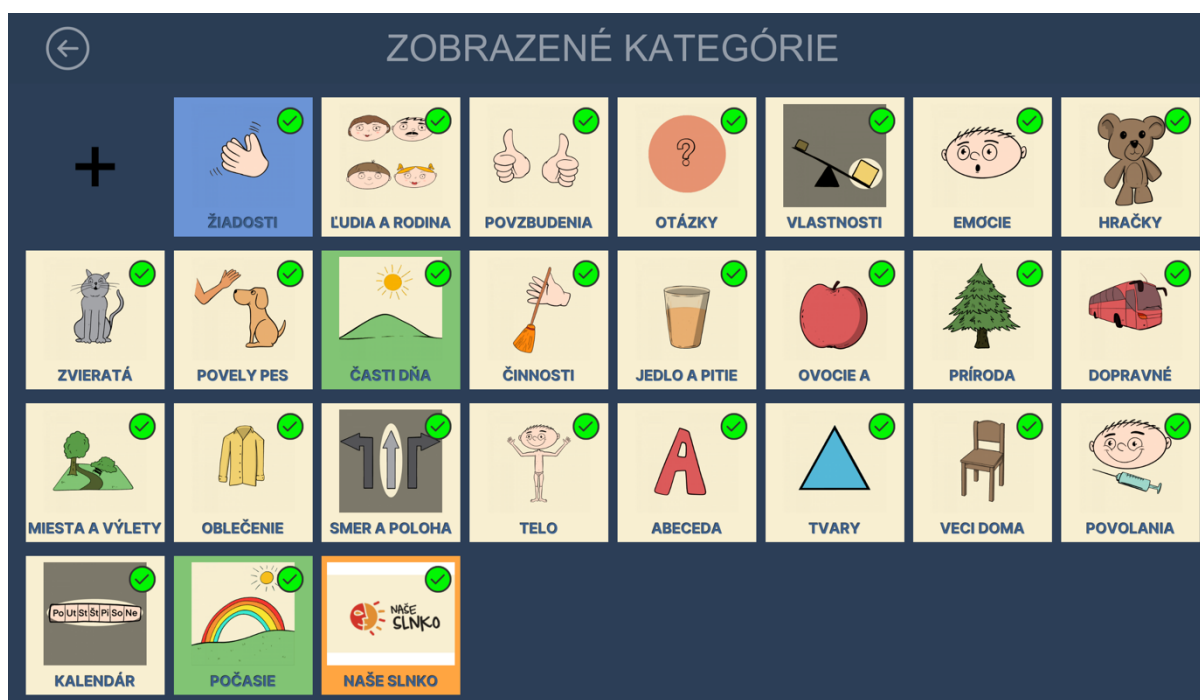 ZOBRAZENÉ KATEGÓRIE
?
ŽIADOSTI
ĽUDIA A RODINA
POVZBUDENIA
OTÁZKY
VLASTNOSTI
EMÓCIE
HRAČKY
ZVIERATÁ
POVELY PES
ČASTI DŇA
ČINNOSTI
JEDLO A PITIE
OVOCIE A
PRÍRODA
DOPRAVNÉ
A
MIESTA A VÝLETY
OBLEČENIE
SMER A POLOHA
TELO
ABECEDA
TVARY
VECI DOMA
POVOLANIA
Po Ut St Št Pi So Ne
NAŠE
SLNKO
KALENDÁR
POČASIE
NAŠE SLNKO